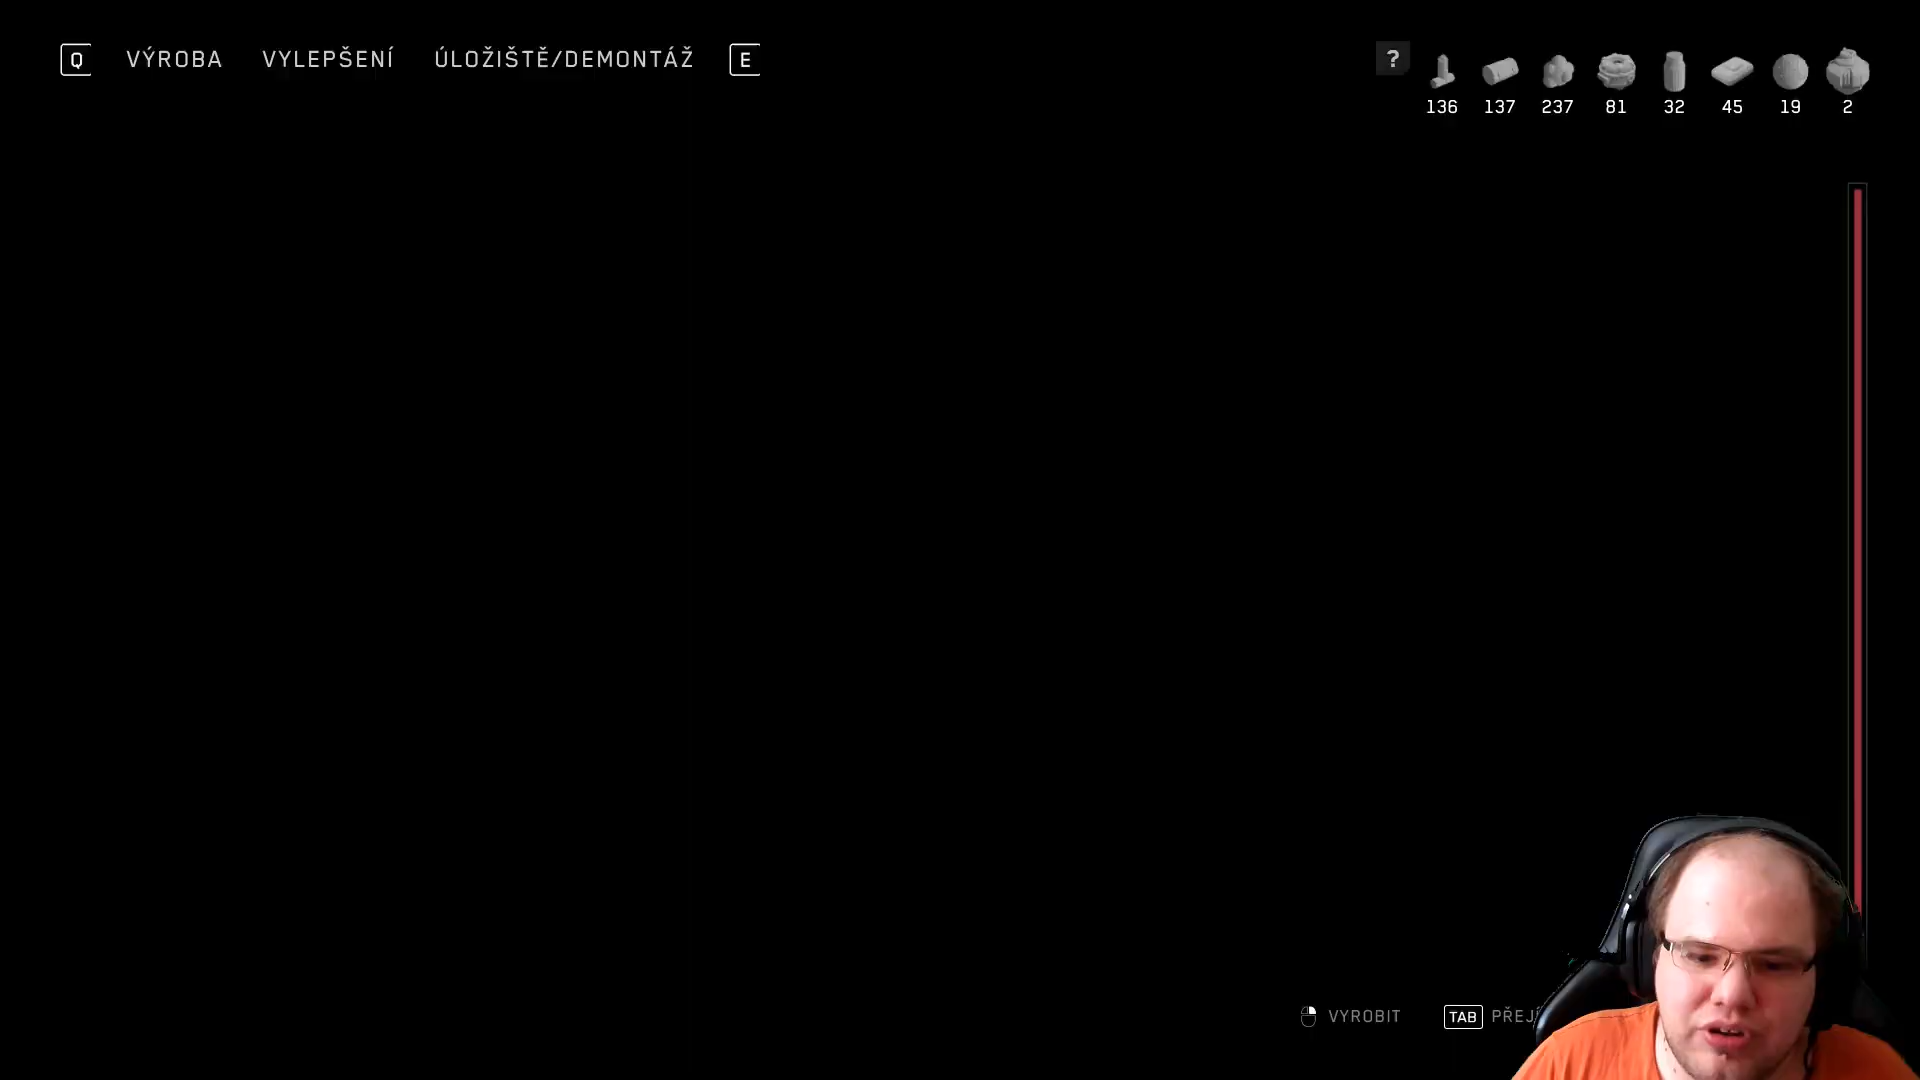 Q VÝROBA VYLEPŠENÍ ÚLOŽIŠTĚ/DEMONTÁŽ E
?
136 137 237 81 32 45 19 2
VYROBIT TAB